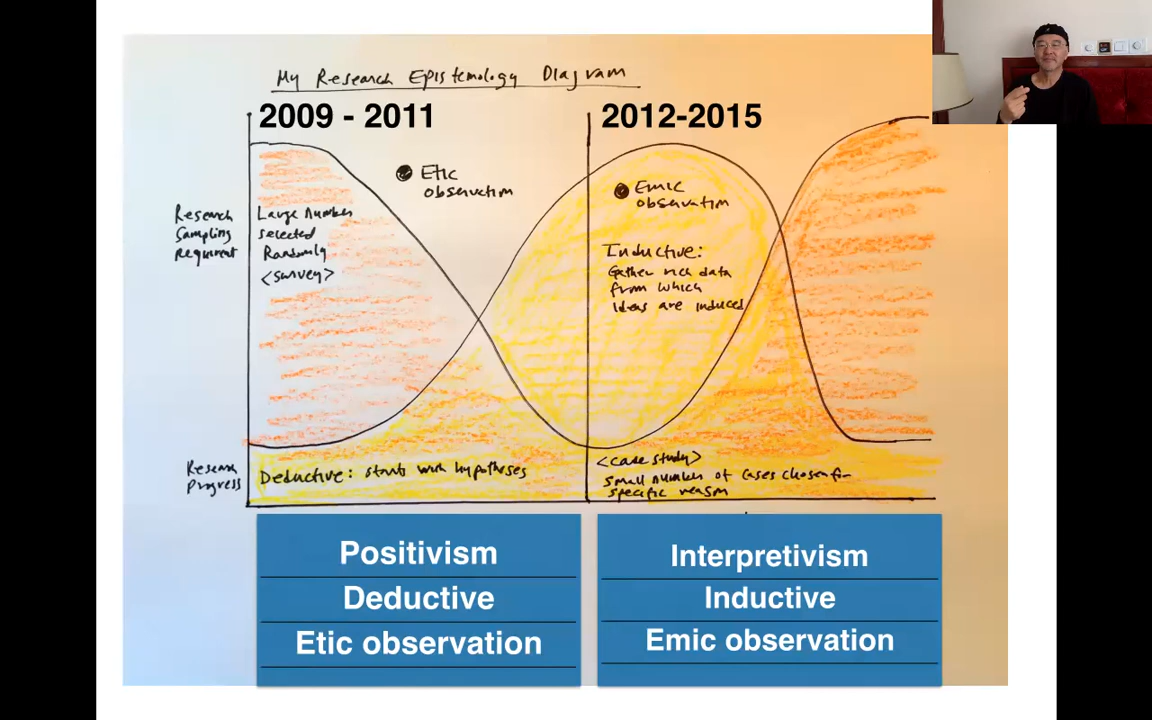 My Research Epistemology Diagram
2009 - 2011
2012-2015
Etic
observation
Emic
observation
Research
Sampling
Requirment
Large number
selected
Randomly
<survey>
Inductive:
Gather rich data
from which
ideas are induced
Research
Progress
Deductive: starts with hypotheses
<case study>
small number of cases chosen for
specific reason
Positivism
Deductive
Etic observation
Interpretivism
Inductive
Emic observation